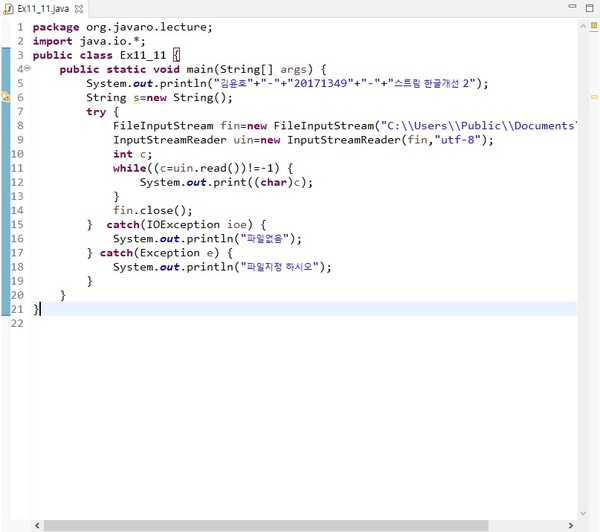 Ex11_11.java
1 package org.javaro.lecture;
2 import java.io.*;
3 public class Ex11_11 {
4 public static void main(String[] args) {
5 System.out.println("김윤호"+"-"+"20171349"+"-"+"스트림 한글개선 2");
6 String s=new String();
7 try {
8 FileInputStream fin=new FileInputStream("C:\\Users\\Public\\Documents\
9 InputStreamReader uin=new InputStreamReader(fin,"utf-8");
10 int c;
11 while((c=uin.read())!=-1) {
12 System.out.print((char)c);
13 }
14 fin.close();
15 } catch(IOException ioe) {
16 System.out.println("파일없음");
17 } catch(Exception e) {
18 System.out.println("파일지정 하시오");
19 }
20 }
21 }
22